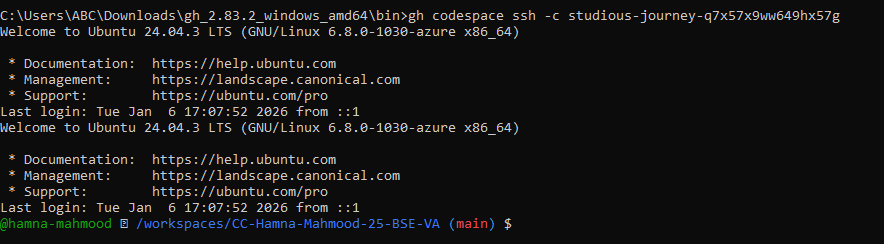 C:\Users\ABC\Downloads\gh_2.83.2_windows_amd64\bin>gh codespace ssh -c studious-journey-q7x57x9ww649hx57g
Welcome to Ubuntu 24.04.3 LTS (GNU/Linux 6.8.0-1030-azure x86_64)
* Documentation:  https://help.ubuntu.com
* Management:     https://landscape.canonical.com
* Support:        https://ubuntu.com/pro
Last login: Tue Jan  6 17:07:52 2026 from ::1
Welcome to Ubuntu 24.04.3 LTS (GNU/Linux 6.8.0-1030-azure x86_64)
* Documentation:  https://help.ubuntu.com
* Management:     https://landscape.canonical.com
* Support:        https://ubuntu.com/pro
Last login: Tue Jan  6 17:07:52 2026 from ::1
@hamna-mahmood /workspaces/CC-Hamna-Mahmood-25-BSE-VA (main) $